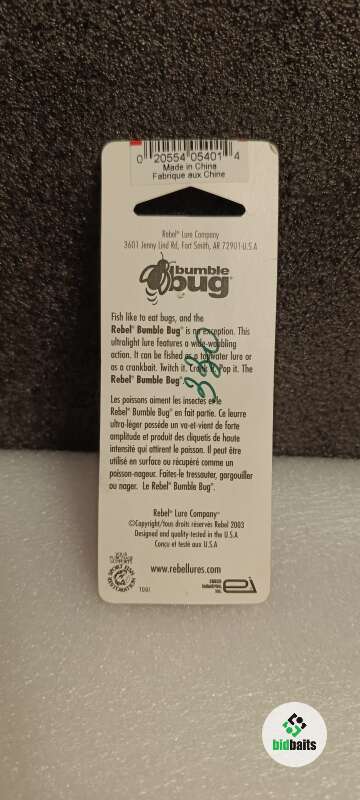 0 20554 05401 4
Made in China
Fabrique aux Chine
Rebel® Lure Company
3601 Jenny Lind Rd, Fort Smith, AR 72901-U.S.A
bumble
bug
Fish like to eat bugs, and the
Rebel® Bumble Bug® is no exception. This
ultralight lure features a wide-wobbling
action. It can be fished as a topwater lure or
as a crankbait. Twitch it. Crank it. Pop it. The
Rebel® Bumble Bug®.
330
Les poissons aiment les insectes et le
Rebel® Bumble Bug® en fait partie. Ce leurre
ultra-léger possède un va-et-vient de forte
amplitude et produit des cliquetis de haute
intensité qui attirent le poisson. Il peut être
utilisé en surface ou récupéré comme un
poisson-nageur. Faites-le tressauter, gargouiller
ou nager. Le Rebel® Bumble Bug®.
Rebel® Lure Company®
©Copyright/tous droits réservés Rebel 2003
Designed and quality-tested in the U.S.A
Conçu et testé aux U.S.A
www.rebellures.com
SPORT FISH
RESTORATION
ei
bidbaits